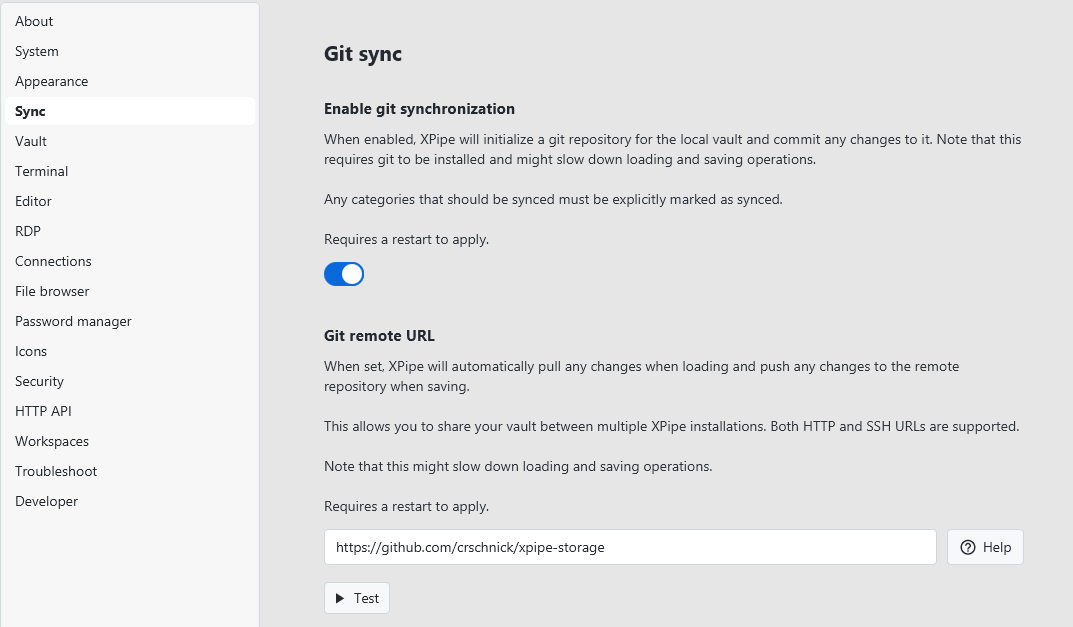 About
System
Appearance
Sync
Vault
Terminal
Editor
RDP
Connections
File browser
Password manager
Icons
Security
HTTP API
Workspaces
Troubleshoot
Developer
Git sync
Enable git synchronization
When enabled, XPipe will initialize a git repository for the local vault and commit any changes to it. Note that this
requires git to be installed and might slow down loading and saving operations.
Any categories that should be synced must be explicitly marked as synced.
Requires a restart to apply.
Git remote URL
When set, XPipe will automatically pull any changes when loading and push any changes to the remote
repository when saving.
This allows you to share your vault between multiple XPipe installations. Both HTTP and SSH URLs are supported.
Note that this might slow down loading and saving operations.
Requires a restart to apply.
https://github.com/crschnick/xpipe-storage
Help
Test